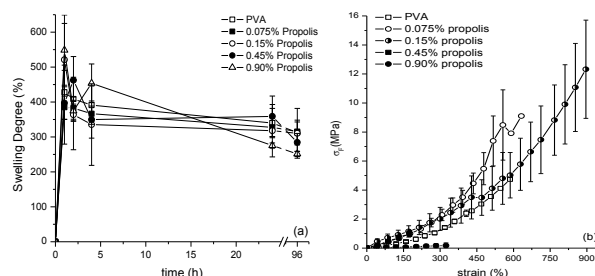 PVA
0.075% Propolis
0.15% Propolis
0.45% Propolis
0.90% Propolis
Swelling Degree (%)
600
500
400
300
200
100
0
0 10 20 96
time (h)
(a)
PVA
0.075% propolis
0.15% propolis
0.45% propolis
0.90% propolis
σF(MPa)
16
14
12
10
8
6
4
2
0
0 150 300 450 600 750 900
strain (%)
(b)